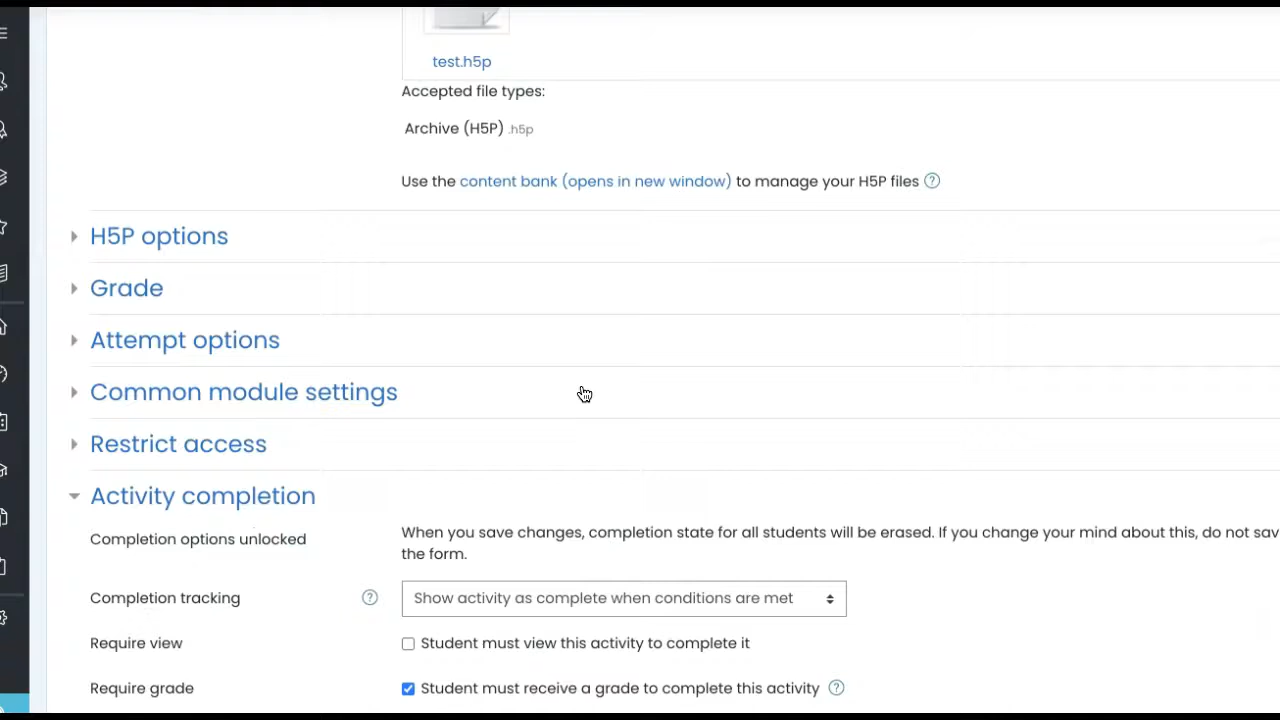 test.h5p
Accepted file types:
Archive (H5P) .h5p
Use the content bank (opens in new window) to manage your H5P files
H5P options
Grade
Attempt options
Common module settings
Restrict access
Activity completion
Completion options unlocked
When you save changes, completion state for all students will be erased. If you change your mind about this, do not sav
the form.
Completion tracking
Show activity as complete when conditions are met
Require view
Student must view this activity to complete it
Require grade
Student must receive a grade to complete this activity